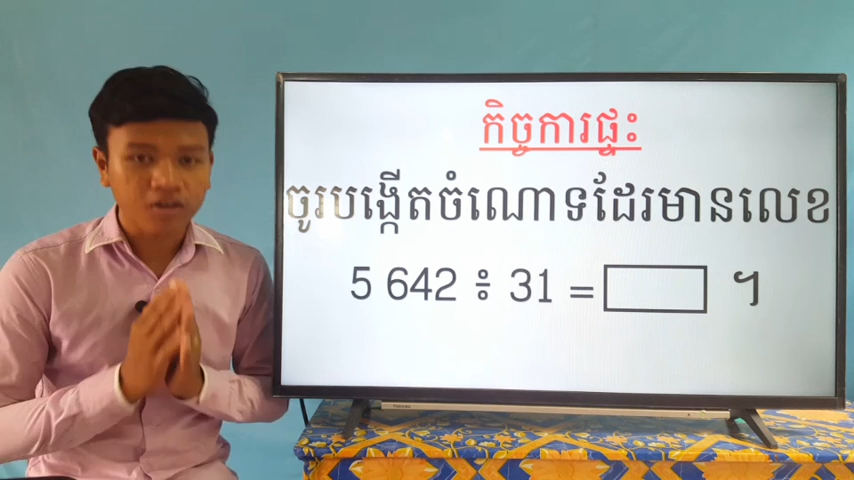 កិច្ចការផ្ទះ
ចូរបង្កើតចំណោទដែរមានលេខ
5 642 ÷ 31 = ៗ